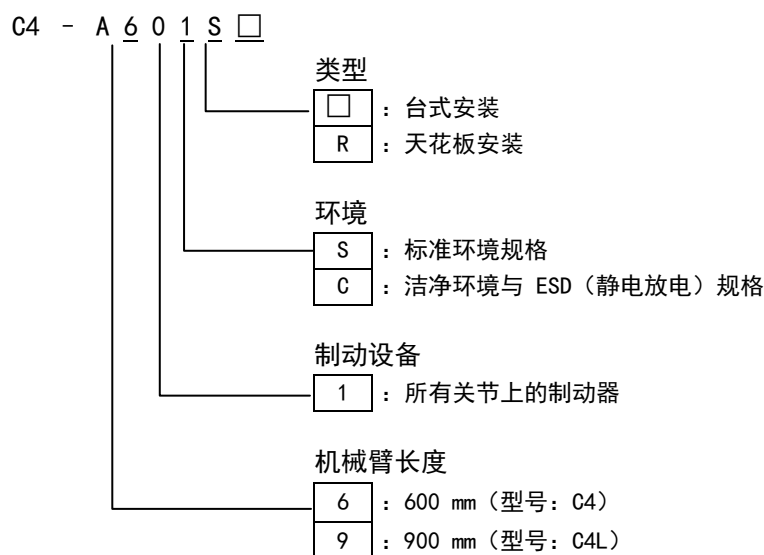 C4 - A 6 0 1 S □
类型
□ : 台式安装
R : 天花板安装
环境
S : 标准环境规格
C : 洁净环境与 ESD（静电放电）规格
制动设备
1 : 所有关节上的制动器
机械臂长度
6 : 600 mm（型号: C4）
9 : 900 mm（型号: C4L）